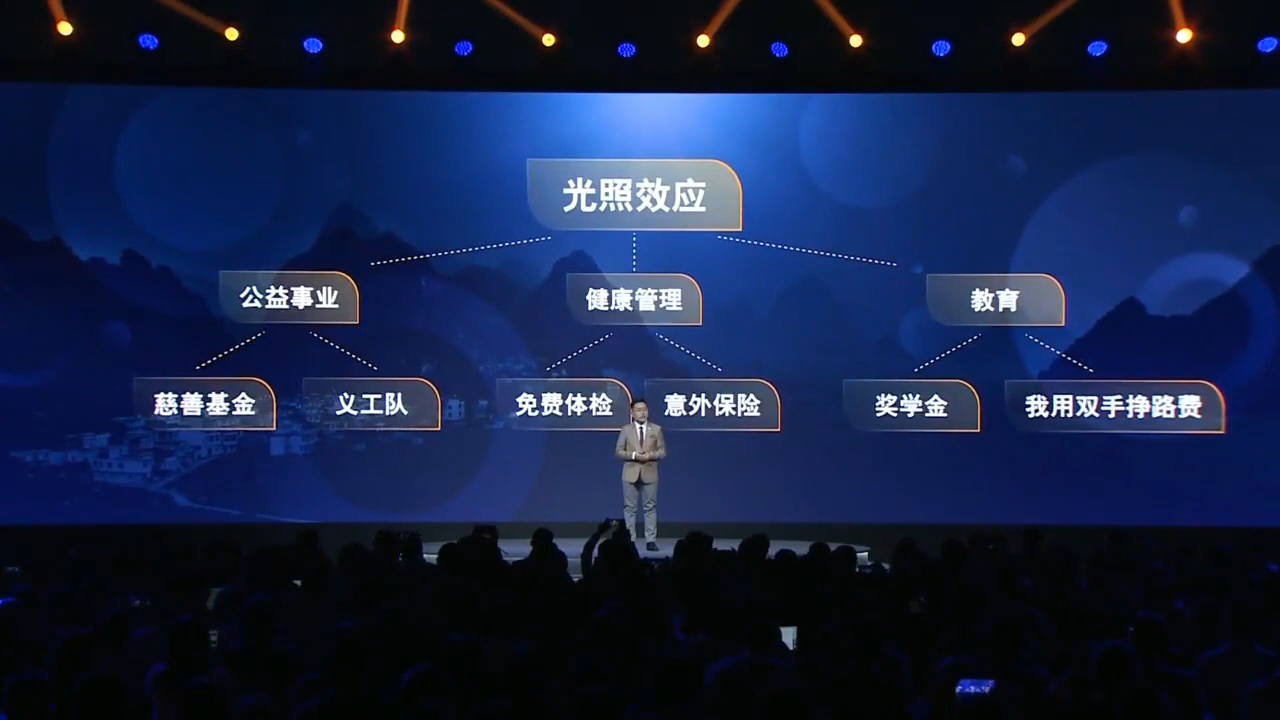 光照效应
公益事业
健康管理
教育
慈善基金
义工队
免费体检
意外保险
奖学金
我用双手挣路费